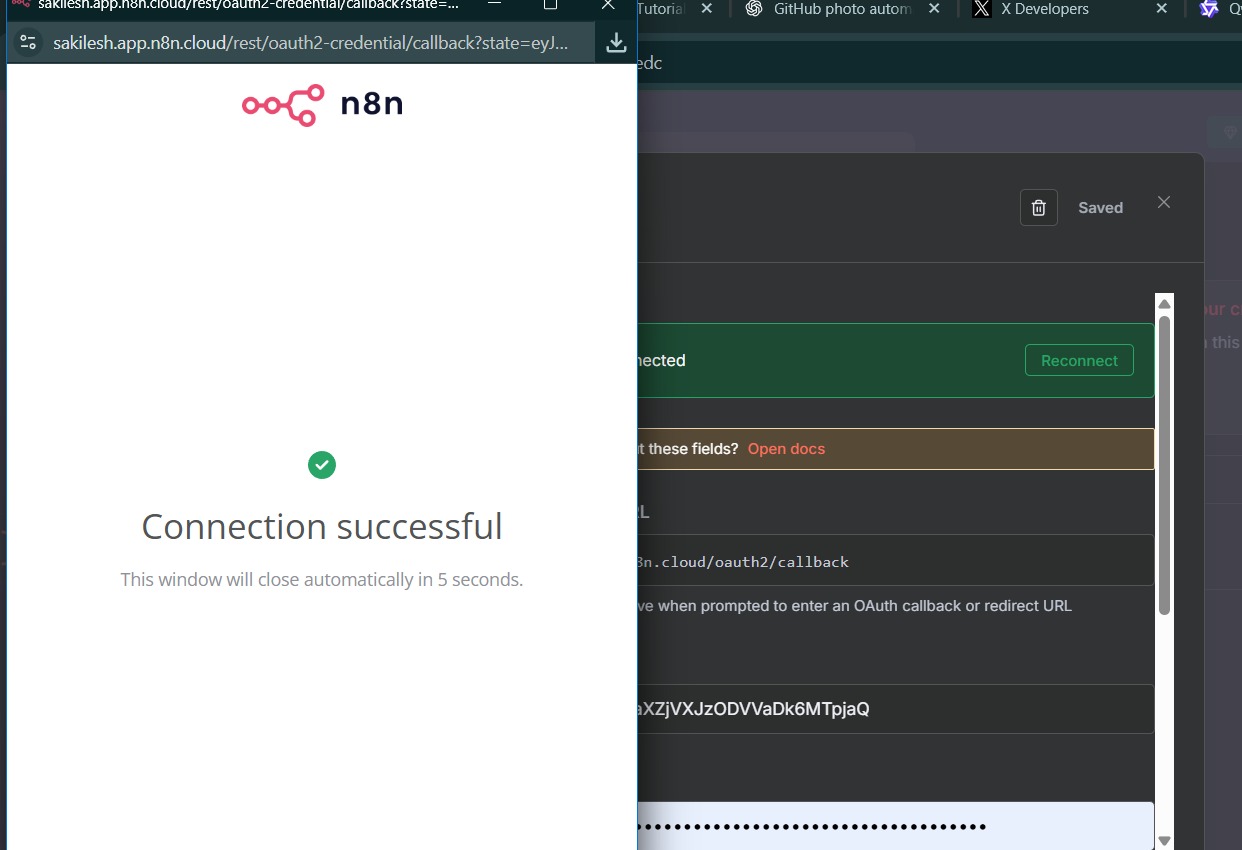 sakilesh.app.n8n.cloud/rest/oauth2-credential/callback?state=...
Tutorial
GitHub photo autom
X Developers
sakilesh.app.n8n.cloud/rest/oauth2-credential/callback?state=eyJ...
edc
n8n
Saved
nected
Reconnect
t these fields? Open docs
L
n.cloud/oauth2/callback
ve when prompted to enter an OAuth callback or redirect URL
aXZjVXJzODVVaDk6MTpjaQ
Connection successful
This window will close automatically in 5 seconds.
our c
this